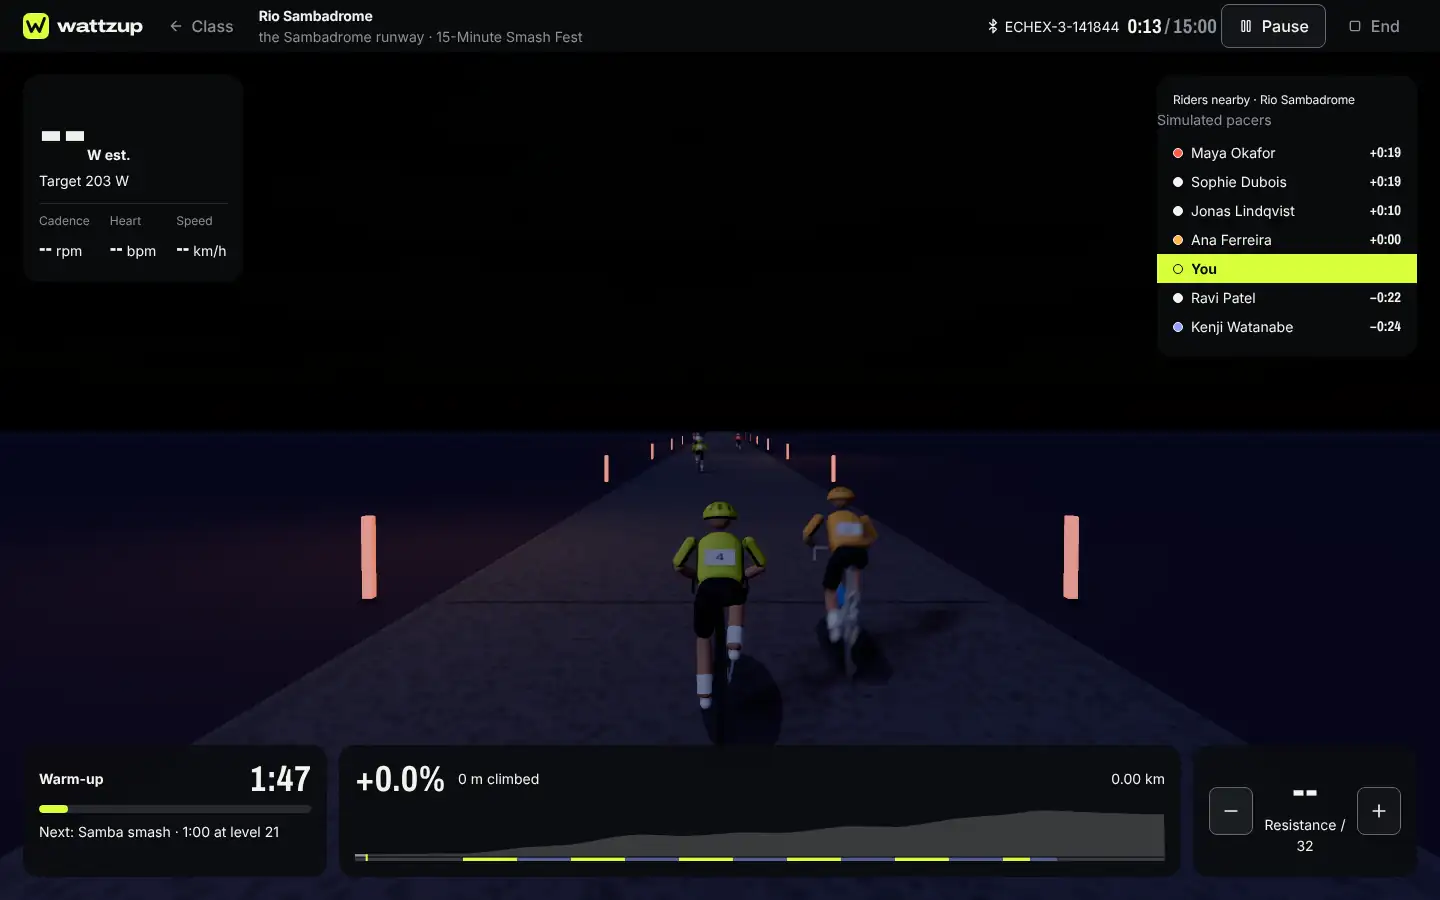 wattzup
Class
Rio Sambadrome
the Sambadrome runway · 15-Minute Smash Fest
ECHEX-3-141844 0:13 / 15:00
Pause
End
-- W est.
Target 203 W
Cadence Heart Speed
-- rpm -- bpm -- km/h
Riders nearby · Rio Sambadrome
Simulated pacers
Maya Okafor +0:19
Sophie Dubois +0:19
Jonas Lindqvist +0:10
Ana Ferreira +0:00
You
Ravi Patel −0:22
Kenji Watanabe −0:24
4
Warm-up 1:47
Next: Samba smash · 1:00 at level 21
+0.0% 0 m climbed 0.00 km
--
Resistance /
32